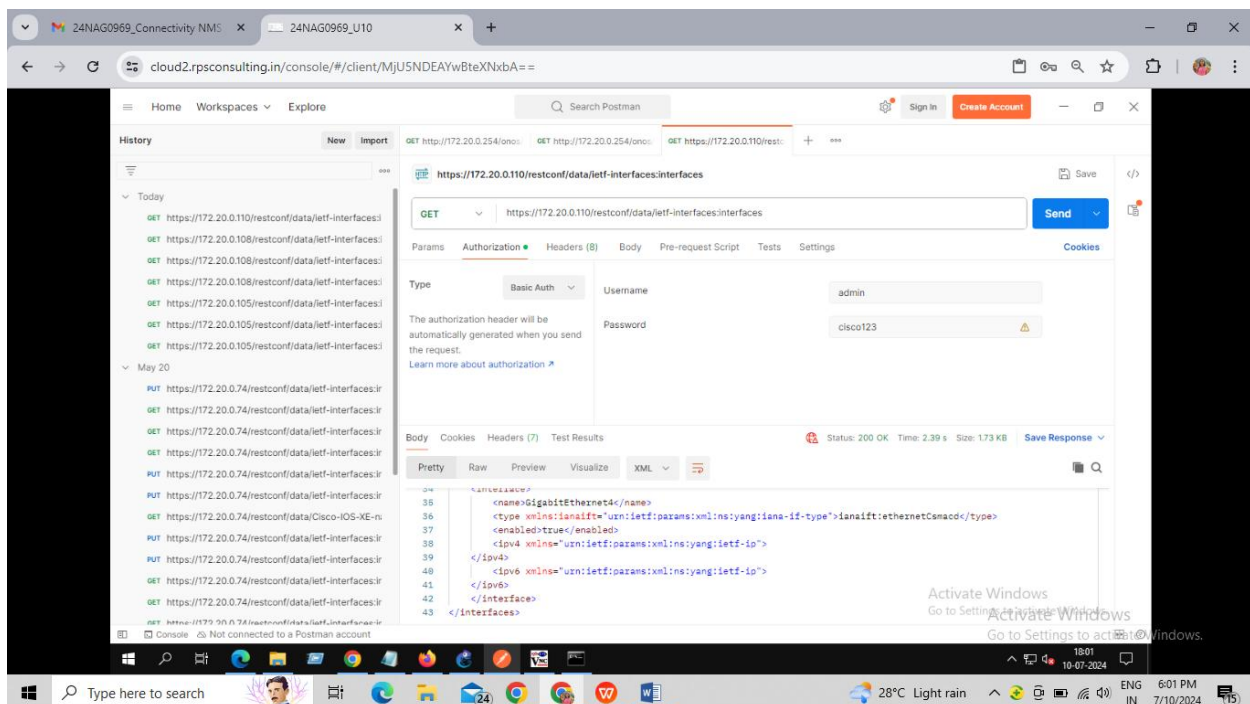 24NAG0969_Connectivity NMS
24NAG0969_U10
cloud2.rpsconsulting.in/console/#/client/MjU5NDEAYwBteXNxbA==
Home Workspaces Explore
Search Postman
Sign In
Create Account
History
New Import
GET http://172.20.0.254/onos
GET http://172.20.0.254/onos
GET https://172.20.0.110/restc
Today
GET https://172.20.0.110/restconf/data/ietf-interfaces:i
GET https://172.20.0.108/restconf/data/ietf-interfaces:i
GET https://172.20.0.108/restconf/data/ietf-interfaces:i
GET https://172.20.0.108/restconf/data/ietf-interfaces:i
GET https://172.20.0.105/restconf/data/ietf-interfaces:i
GET https://172.20.0.105/restconf/data/ietf-interfaces:i
GET https://172.20.0.105/restconf/data/ietf-interfaces:i
May 20
PUT https://172.20.0.74/restconf/data/ietf-interfaces:ir
GET https://172.20.0.74/restconf/data/ietf-interfaces:ir
GET https://172.20.0.74/restconf/data/ietf-interfaces:ir
GET https://172.20.0.74/restconf/data/ietf-interfaces:ir
PUT https://172.20.0.74/restconf/data/ietf-interfaces:ir
PUT https://172.20.0.74/restconf/data/ietf-interfaces:ir
GET https://172.20.0.74/restconf/data/Cisco-IOS-XE-na
PUT https://172.20.0.74/restconf/data/ietf-interfaces:ir
PUT https://172.20.0.74/restconf/data/ietf-interfaces:ir
GET https://172.20.0.74/restconf/data/ietf-interfaces:ir
GET https://172.20.0.74/restconf/data/ietf-interfaces:ir
GET https://172.20.0.74/restconf/data/ietf-interfaces:ir
https://172.20.0.110/restconf/data/ietf-interfaces:interfaces
Save
GET https://172.20.0.110/restconf/data/ietf-interfaces:interfaces
Send
Params Authorization Headers (8) Body Pre-request Script Tests Settings
Cookies
Type Basic Auth
Username admin
The authorization header will be
automatically generated when you send
the request.
Learn more about authorization
Password cisco123
Body Cookies Headers (7) Test Results
Status: 200 OK Time: 2.39 s Size: 1.73 KB Save Response
Pretty Raw Preview Visualize XML
34 <interface>
35 <name>GigabitEthernet4</name>
36 <type xmlns:ianaift="urn:ietf:params:xml:ns:yang:iana-if-type">ianaift:ethernetCsmacd</type>
37 <enabled>true</enabled>
38 <ipv4 xmlns="urn:ietf:params:xml:ns:yang:ietf-ip">
39 </ipv4>
40 <ipv6 xmlns="urn:ietf:params:xml:ns:yang:ietf-ip">
41 </ipv6>
42 </interface>
43 </interfaces>
Activate Windows
Activate Windows
Go to Settings to activate Windows.
Console Not connected to a Postman account
18:01
10-07-2024
Type here to search
24
28°C Light rain
ENG
IN
6:01 PM
7/10/2024
15